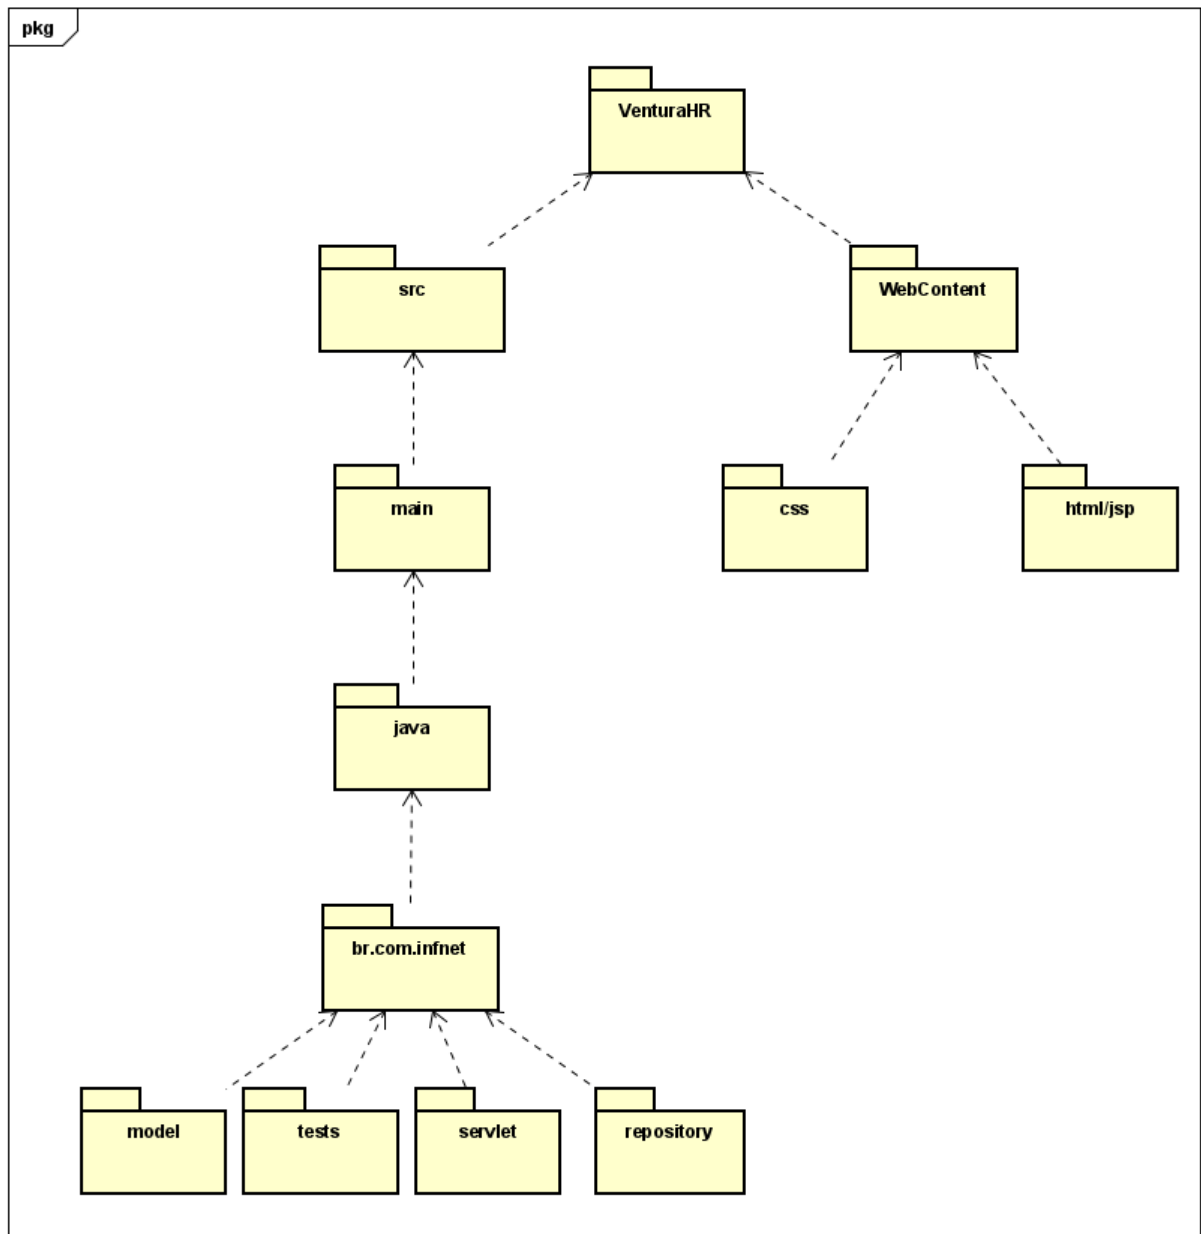 pkg
VenturaHR
src
WebContent
main
css
html/jsp
java
br.com.infnet
model
tests
servlet
repository